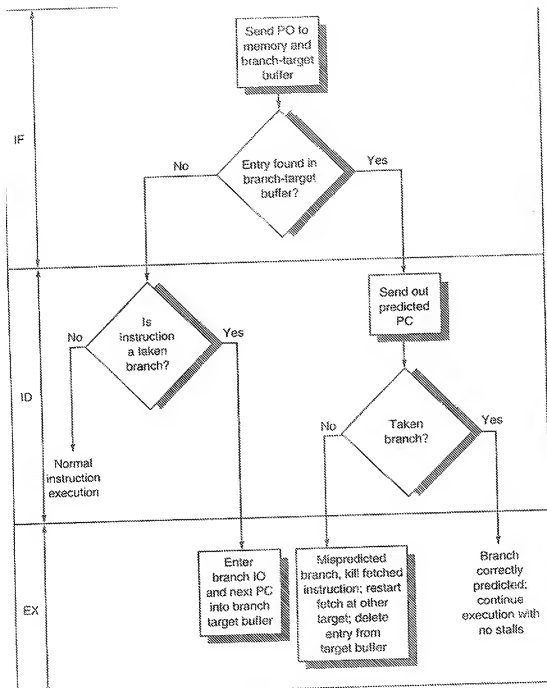 Send PO to
memory and
branch-target
buffer
IF
Entry found in
branch-target
buffer?
No
Yes
Send out
predicted
PC
Is
instruction
a taken
branch?
No
Yes
ID
Taken
branch?
No
Yes
Normal
instruction
execution
EX
Enter
branch IO
and next PC
into branch
target buffer
Mispredicted
branch, kill fetched
instruction; restart
fetch at other
target; delete
entry from
target buffer
Branch
correctly
predicted;
continue
execution with
no stalls